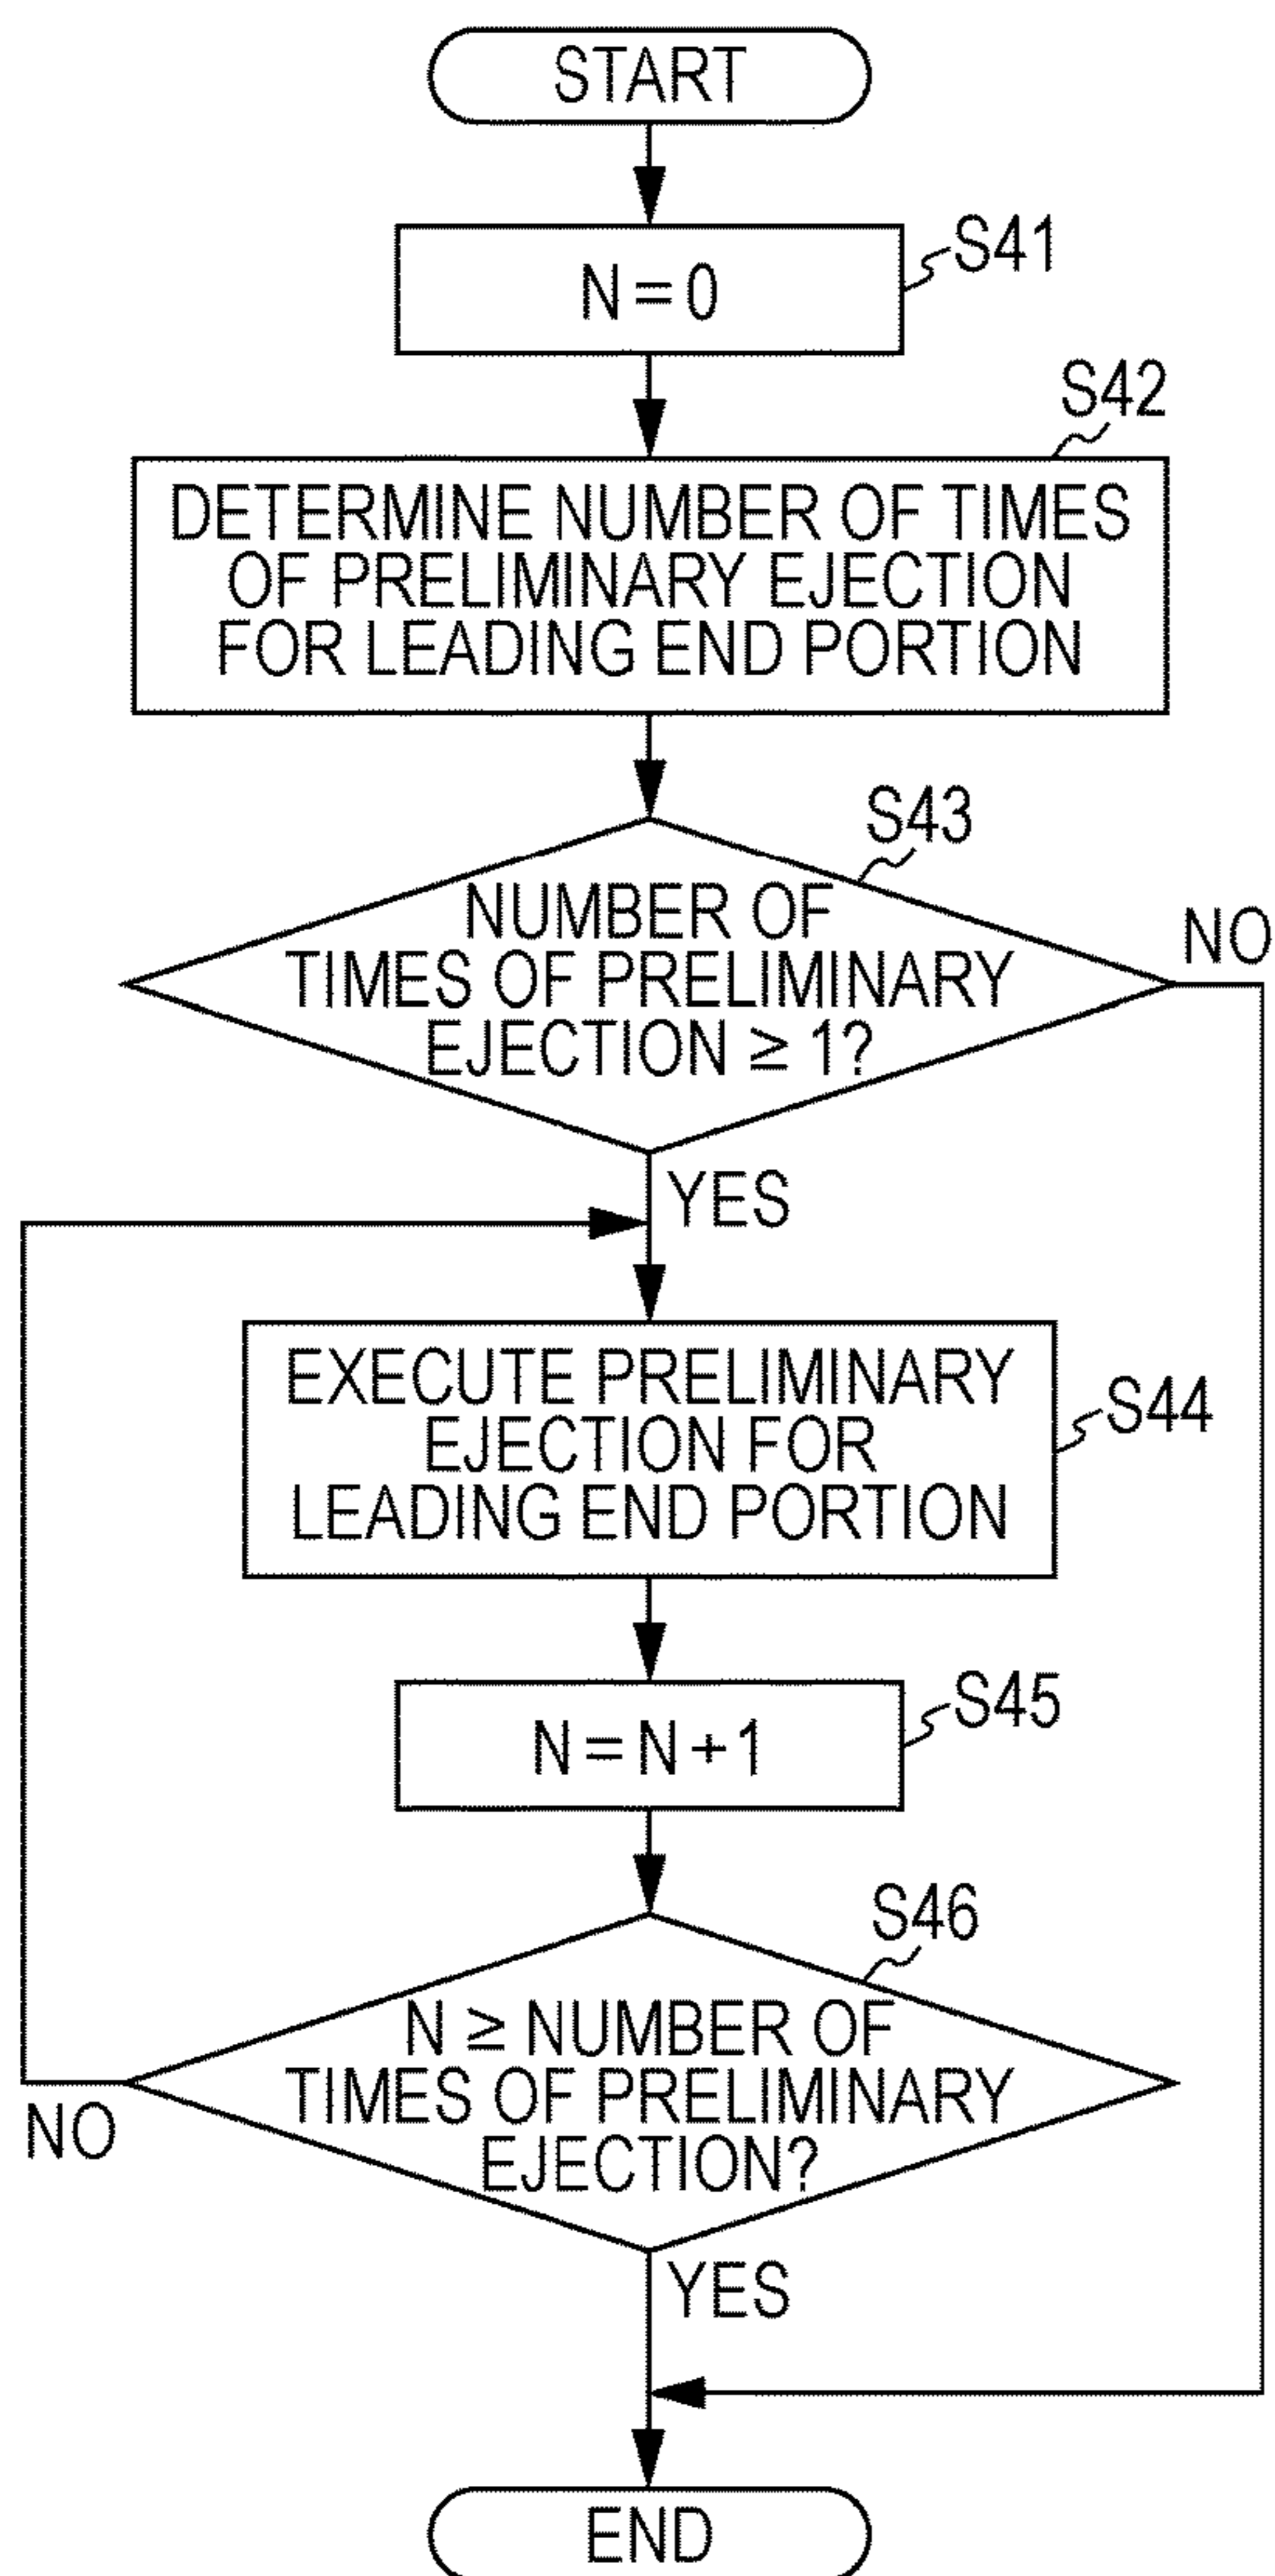 START
N = 0
S41
S42
DETERMINE NUMBER OF TIMES
OF PRELIMINARY EJECTION
FOR LEADING END PORTION
S43
NUMBER OF
TIMES OF PRELIMINARY
EJECTION ≥ 1?
NO
YES
EXECUTE PRELIMINARY
EJECTION FOR
LEADING END PORTION
S44
N = N + 1
S45
S46
N ≥ NUMBER OF
TIMES OF PRELIMINARY
EJECTION?
NO
YES
END